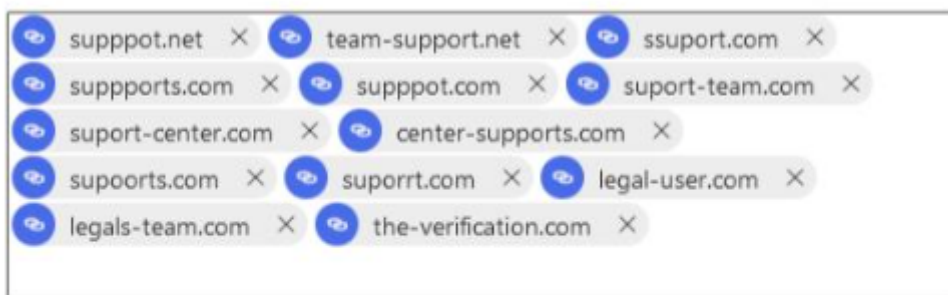 supppot.net × team-support.net × ssuport.com ×
suppports.com × supppot.com × suport-team.com ×
suport-center.com × center-supports.com ×
supoorts.com × suporrt.com × legal-user.com ×
legals-team.com × the-verification.com ×